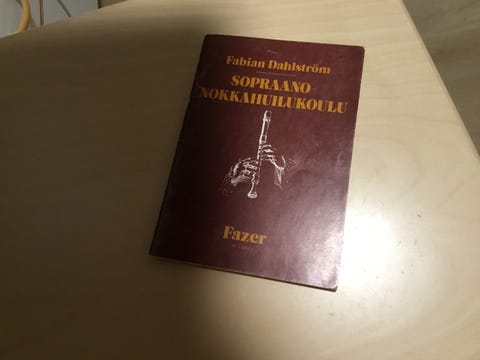 Fabian Dahlström
SOPRAANO-
NOKKAHUILUKOULU
Fazer